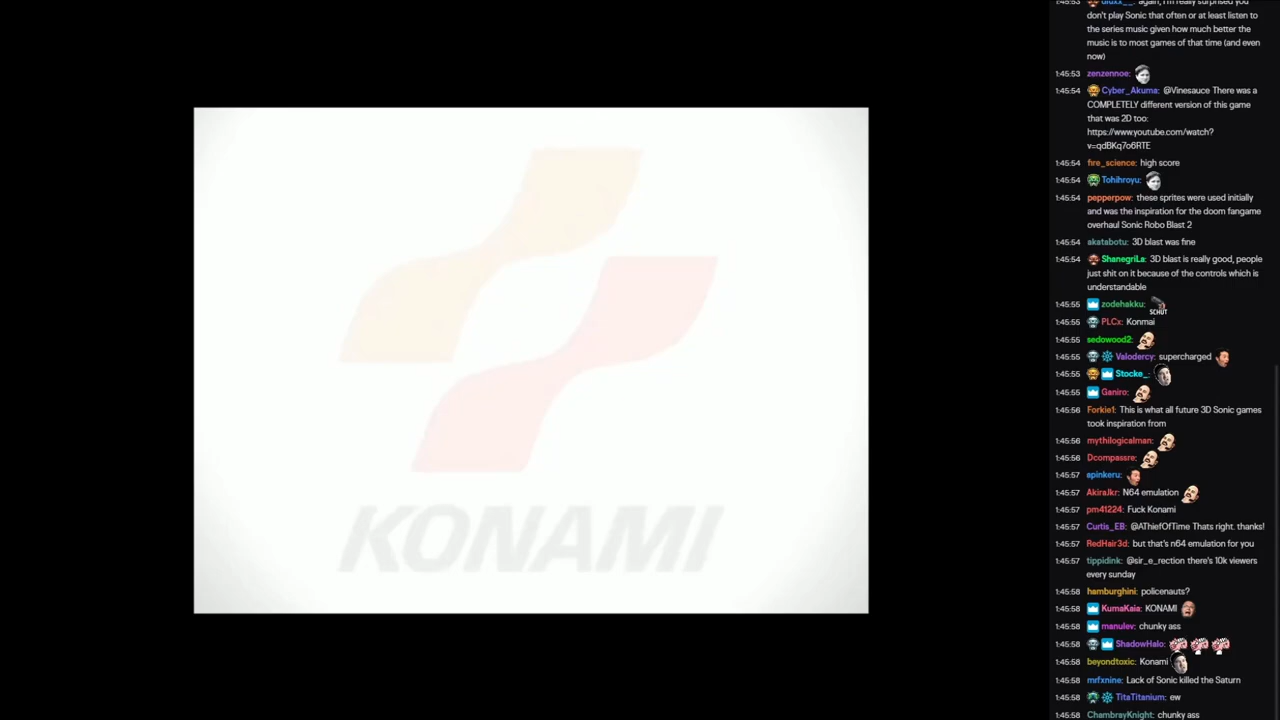 KONAMI
1:45:53 diuxx__: again, I'm really surprised you
don't play Sonic that often or at least listen to
the series music given how much better the
music is to most games of that time (and even
now)
1:45:53 zenzennoe:
1:45:54 Cyber_Akuma: @Vinesauce There was a
COMPLETELY different version of this game
that was 2D too:
https://www.youtube.com/watch?
v=qdBKq7o6RTE
1:45:54 fire_science: high score
1:45:54 Tohihroyu:
1:45:54 pepperpow: these sprites were used initially
and was the inspiration for the doom fangame
overhaul Sonic Robo Blast 2
1:45:54 akatabotu: 3D blast was fine
1:45:54 ShanegriLa: 3D blast is really good, people
just shit on it because of the controls which is
understandable
1:45:55 zodehakku: SCHUT
1:45:55 PLCx: Konmai
1:45:55 sedowood2:
1:45:55 Valodercy: supercharged
1:45:55 Stocke_:
1:45:55 Ganiro:
1:45:56 Forkie1: This is what all future 3D Sonic games
took inspiration from
1:45:56 mythilogicalman:
1:45:56 Dcompassre:
1:45:57 epinkeru:
1:45:57 AkiraJkr: N64 emulation
1:45:57 pm41224: Fuck Konami
1:45:57 Curtis_EB: @AThiefOfTime Thats right. thanks!
1:45:57 RedHair3d: but that's n64 emulation for you
1:45:57 tippidink: @sir_e_rection there's 10k viewers
every sunday
1:45:58 hamburghini: policenauts?
1:45:58 KumaKaia: KONAMI
1:45:58 manulev: chunky ass
1:45:58 ShadowHalo:
1:45:58 beyondtoxic: Konami
1:45:58 mrfxnine: Lack of Sonic killed the Saturn
1:45:58 TitaTitanium: ew
1:45:58 ChambrayKnight: chunky ass